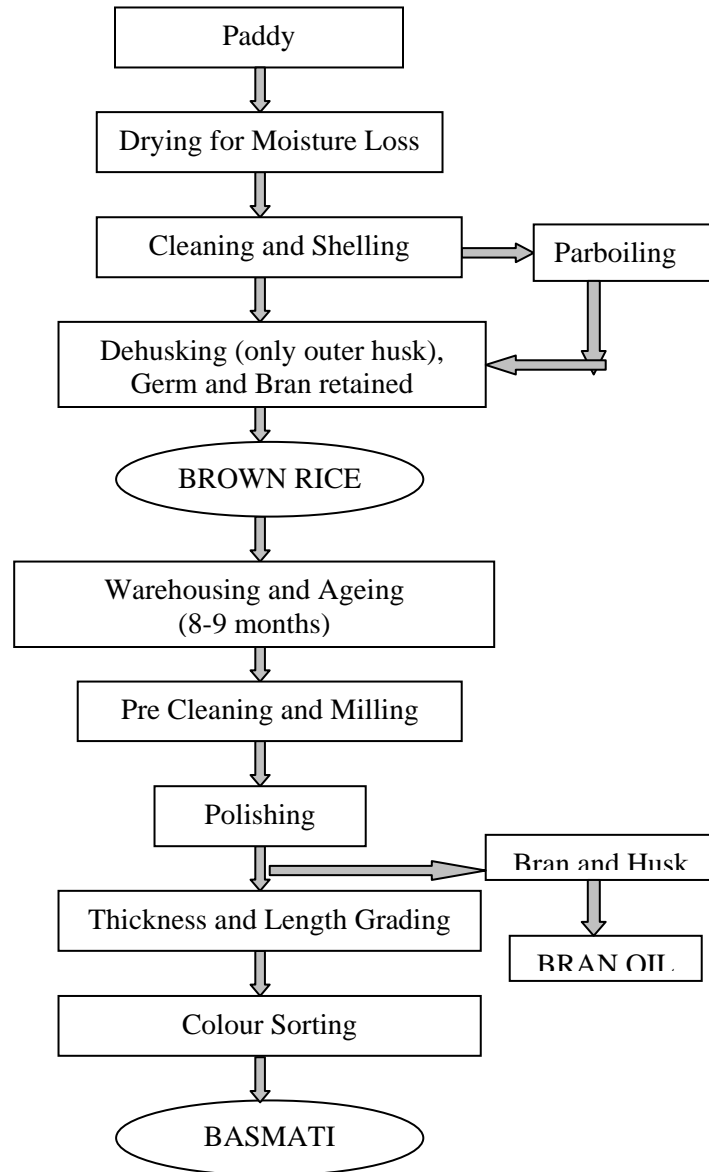 Paddy
Drying for Moisture Loss
Cleaning and Shelling
Parboiling
Dehusking (only outer husk),
Germ and Bran retained
BROWN RICE
Warehousing and Ageing
(8-9 months)
Pre Cleaning and Milling
Polishing
Bran and Husk
Thickness and Length Grading
BRAN OIL
Colour Sorting
BASMATI